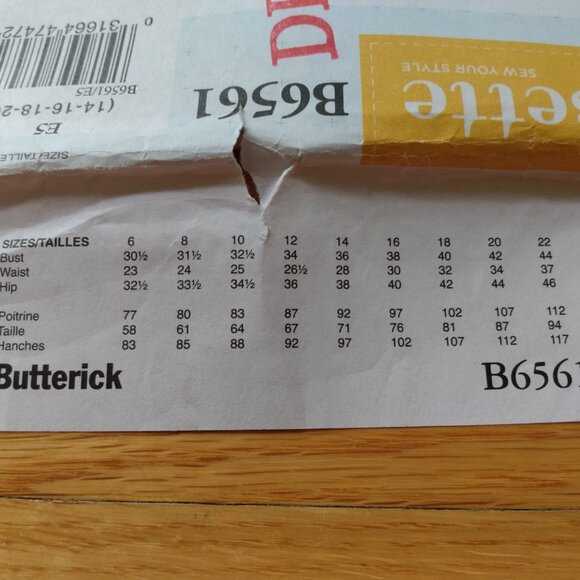 0 31664 47472
B6561/E5
(14-16-18-20
E5
SIZE/TAILLE
B6561
SEW YOUR STYLE
SIZES/TAILLES 6 8 10 12 14 16 18 20 22
Bust 30½ 31½ 32½ 34 36 38 40 42 44
Waist 23 24 25 26½ 28 30 32 34 37
Hip 32½ 33½ 34½ 36 38 40 42 44 46
Poitrine 77 80 83 87 92 97 102 107 112
Taille 58 61 64 67 71 76 81 87 94
Hanches 83 85 88 92 97 102 107 112 117
Butterick
B6561